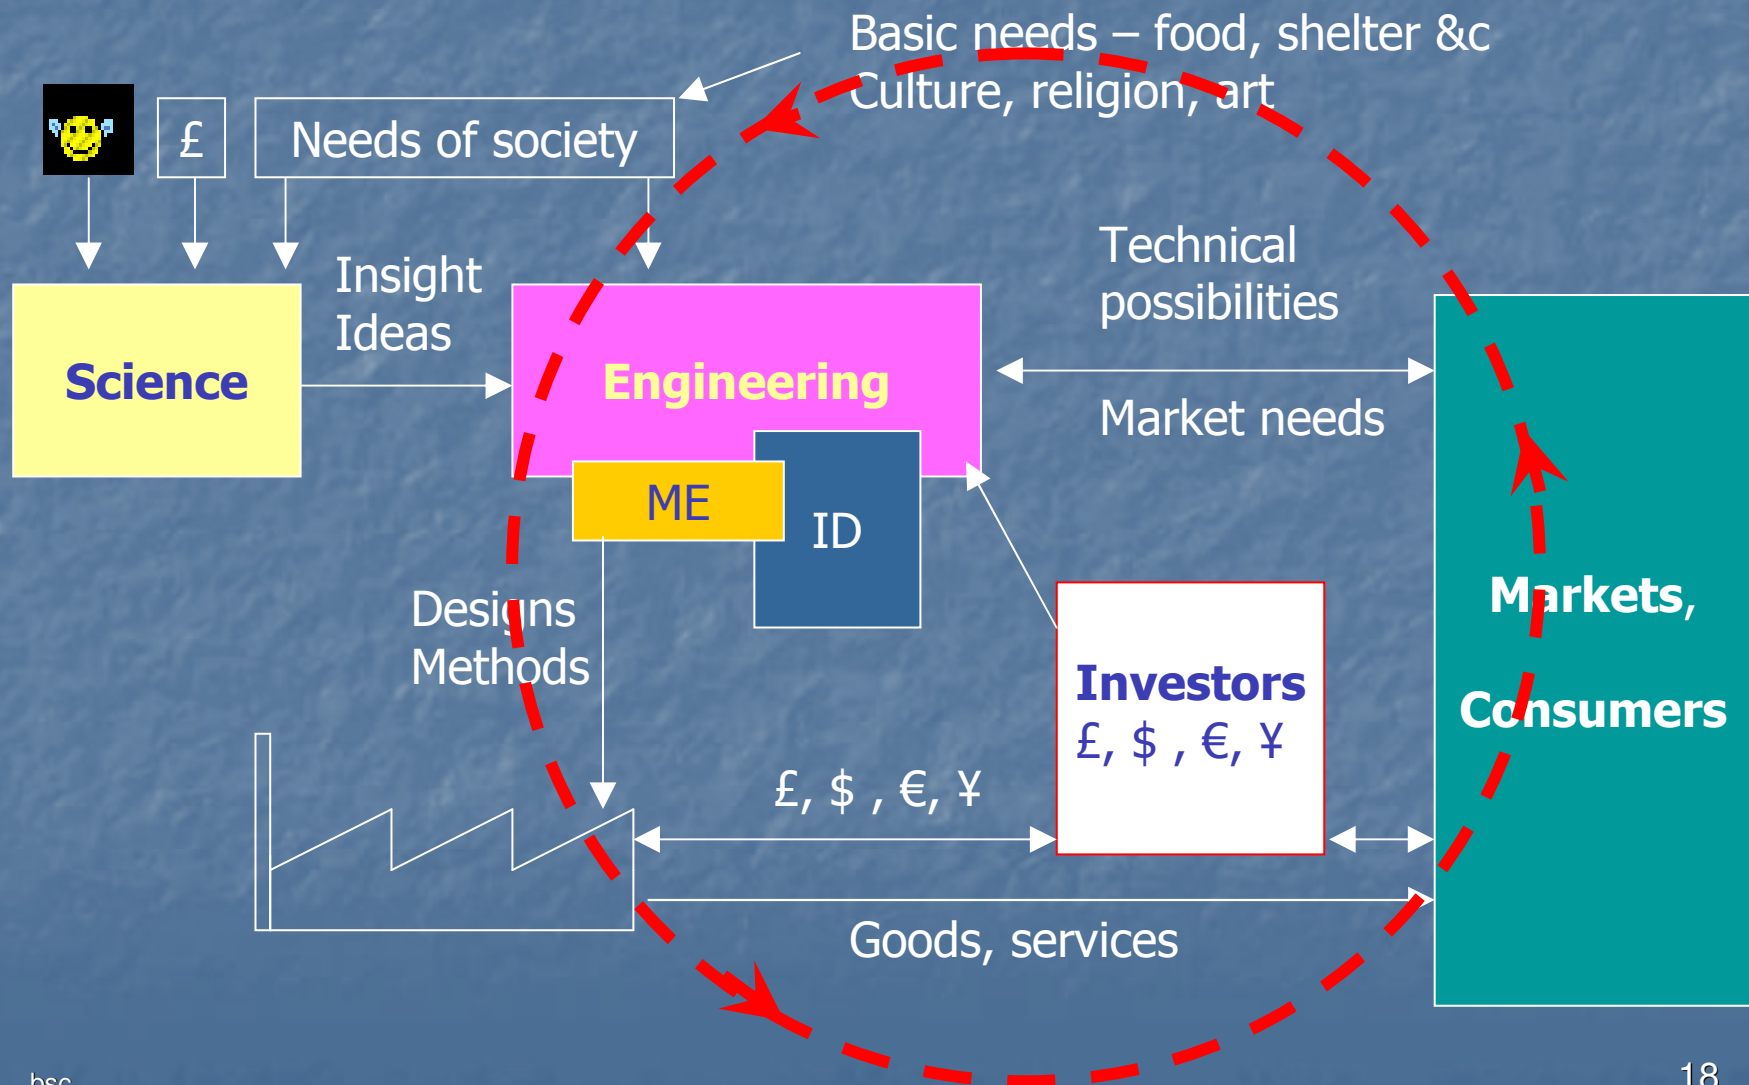 Basic needs – food, shelter &c
Culture, religion, art
£
Needs of society
Insight
Ideas
Technical
possibilities
Science
Engineering
Market needs
ME
ID
Designs
Methods
Markets,
Consumers
Investors
£, $ , €, ¥
£, $ , €, ¥
Goods, services
bsc
18